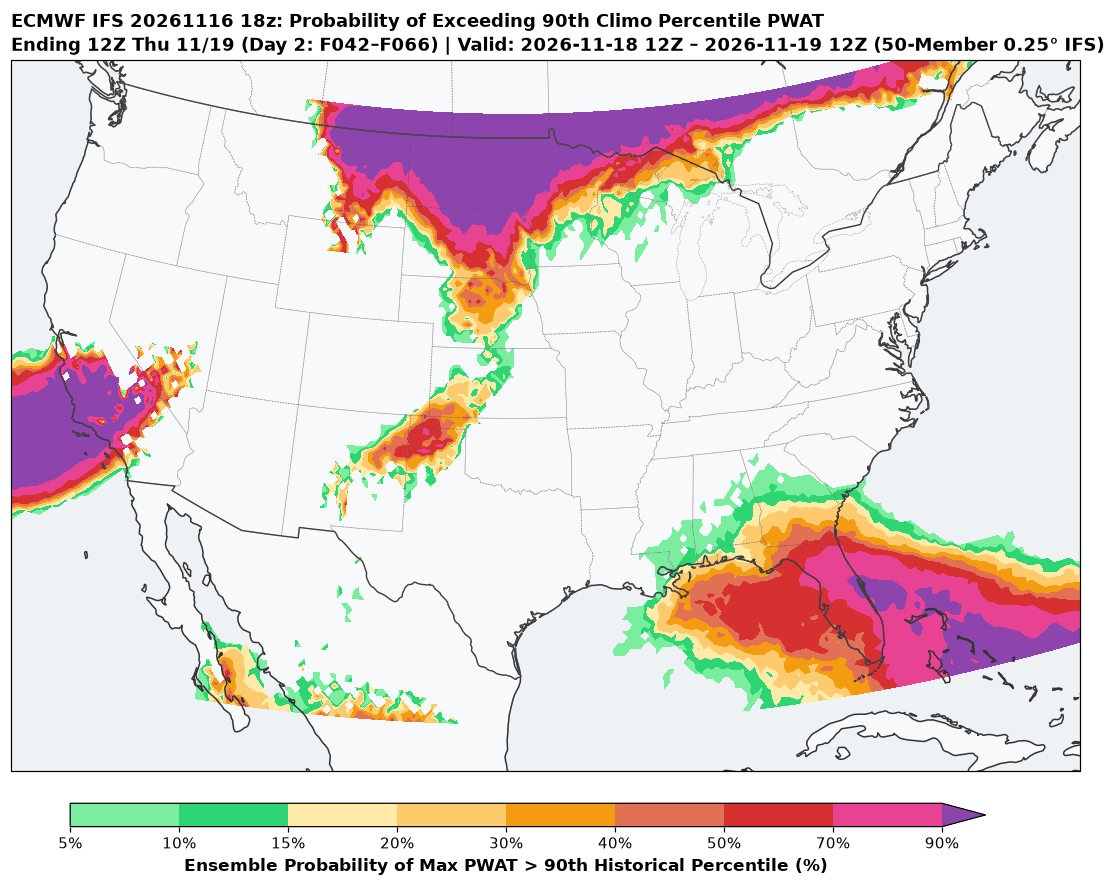 ECMWF IFS 20261116 18z: Probability of Exceeding 90th Climo Percentile PWAT
Ending 12Z Thu 11/19 (Day 2: F042–F066) | Valid: 2026-11-18 12Z – 2026-11-19 12Z (50-Member 0.25° IFS)
5% 10% 15% 20% 30% 40% 50% 70% 90%
Ensemble Probability of Max PWAT > 90th Historical Percentile (%)